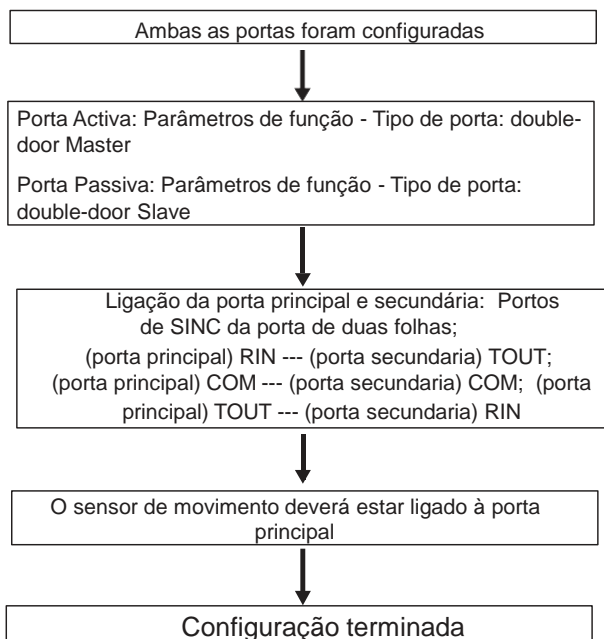 Ambas as portas foram configuradas
Porta Activa: Parâmetros de função - Tipo de porta: double-
door Master
Porta Passiva: Parâmetros de função - Tipo de porta:
double-door Slave
Ligação da porta principal e secundária: Portos
de SINC da porta de duas folhas;
(porta principal) RIN --- (porta secundaria) TOUT;
(porta principal) COM --- (porta secundaria) COM; (porta
principal) TOUT --- (porta secundaria) RIN
O sensor de movimento deverá estar ligado à porta
principal
Configuração terminada